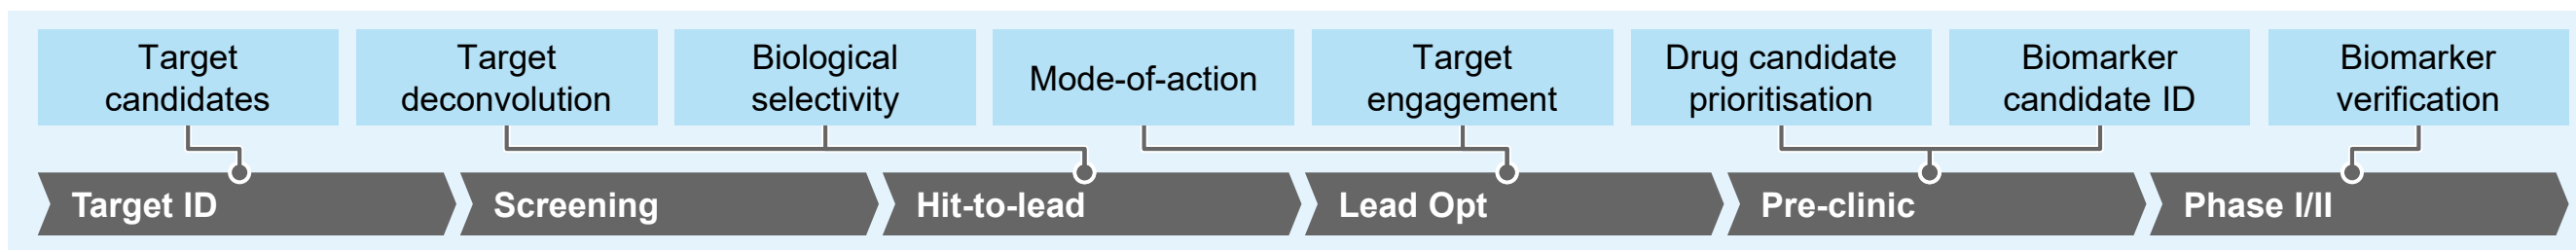 Target
candidates
Target
deconvolution
Biological
selectivity
Mode-of-action
Target
engagement
Drug candidate
prioritisation
Biomarker
candidate ID
Biomarker
verification
Target ID
Screening
Hit-to-lead
Lead Opt
Pre-clinic
Phase I/II